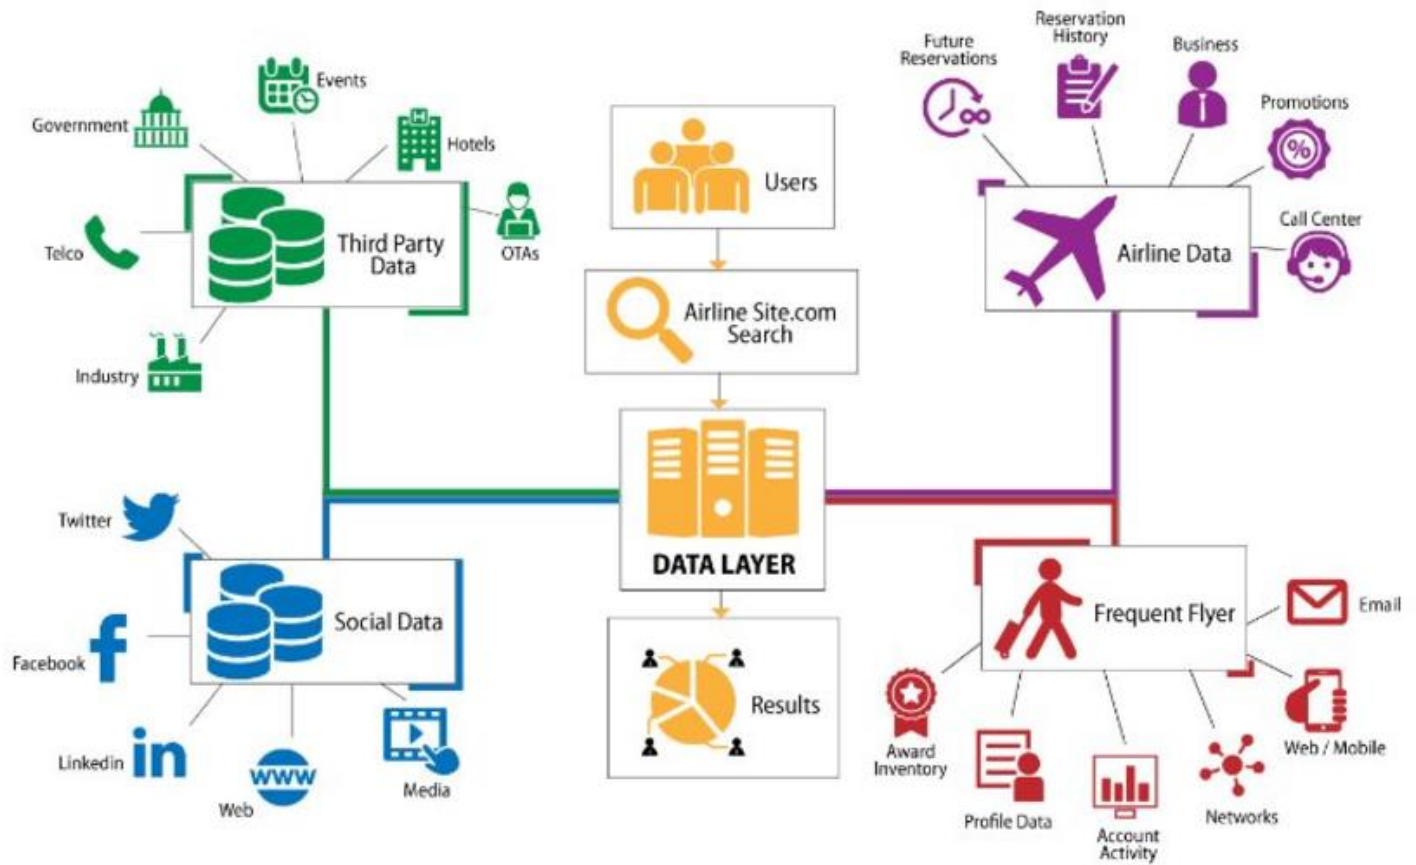 Government
Events
Hotels
Telco
Third Party
Data
OTAs
Industry
Users
Airline Site.com
Search
DATA LAYER
Results
Future
Reservations
Reservation
History
Business
Promotions
%
Airline Data
Call Center
Twitter
Facebook
f
Social Data
Linkedin
in
Web
www
Media
Frequent Flyer
Email
Award
Inventory
Profile Data
Account
Activity
Networks
Web / Mobile
H